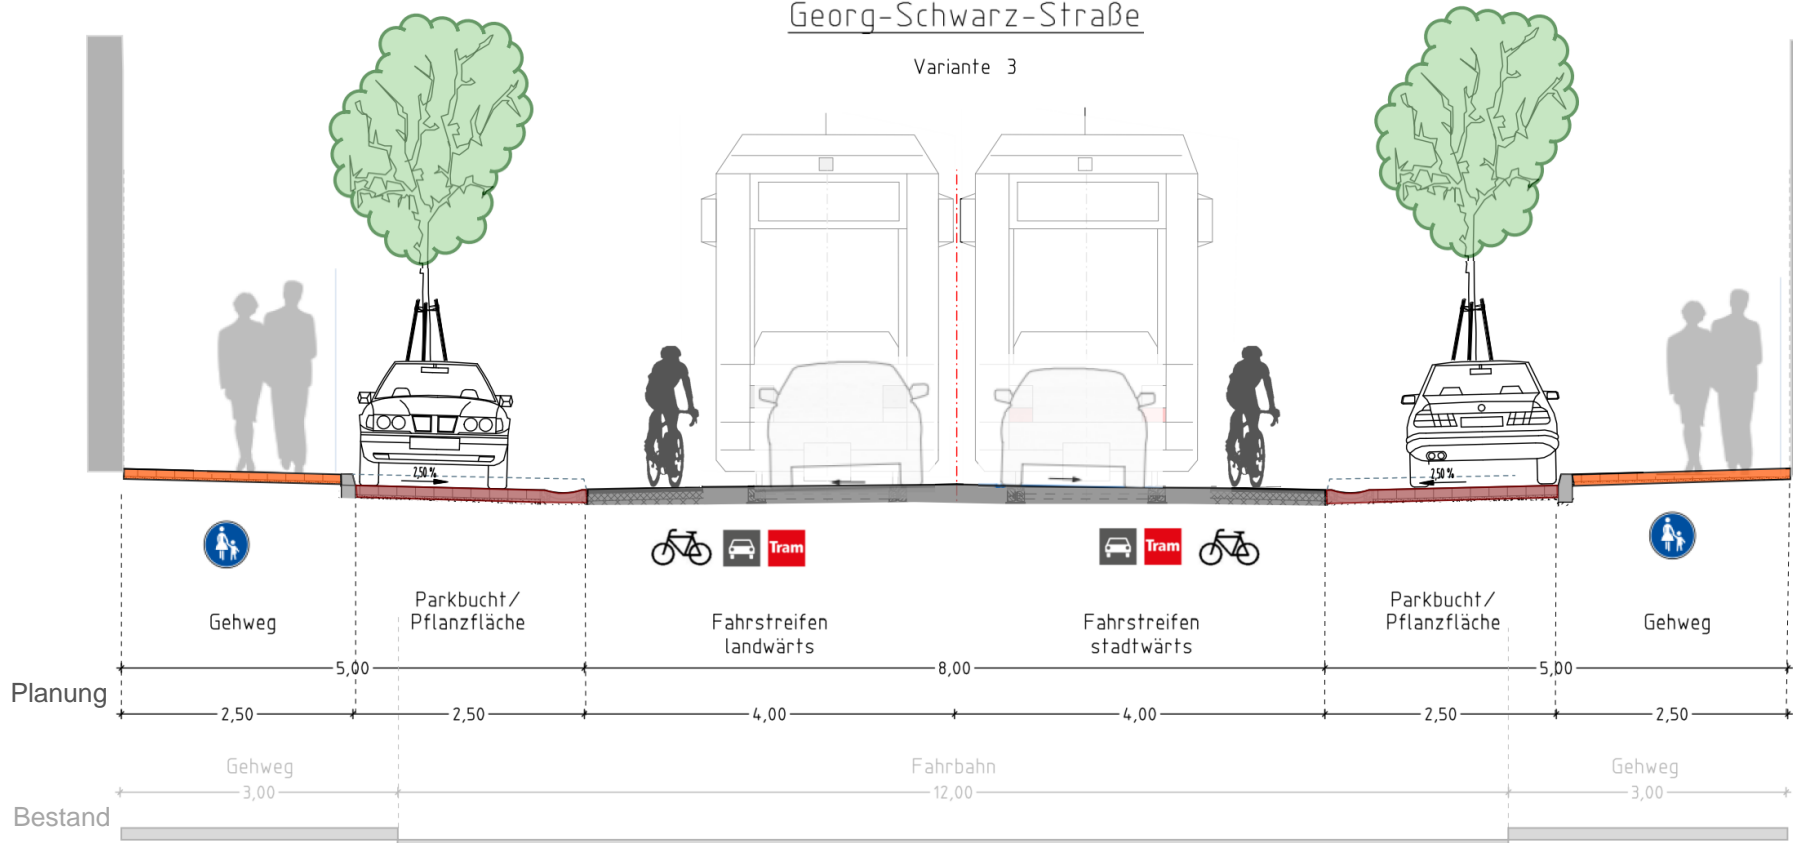 Georg-Schwarz-Straße
Variante 3
2,50 %
2,50 %
Tram
Tram
Gehweg
Parkbucht/
Pflanzfläche
Fahrstreifen
landwärts
Fahrstreifen
stadtwärts
Parkbucht/
Pflanzfläche
Gehweg
5,00 8,00 5,00
Planung
2,50 2,50 4,00 4,00 2,50 2,50
Gehweg Fahrbahn Gehweg
3,00 12,00 3,00
Bestand